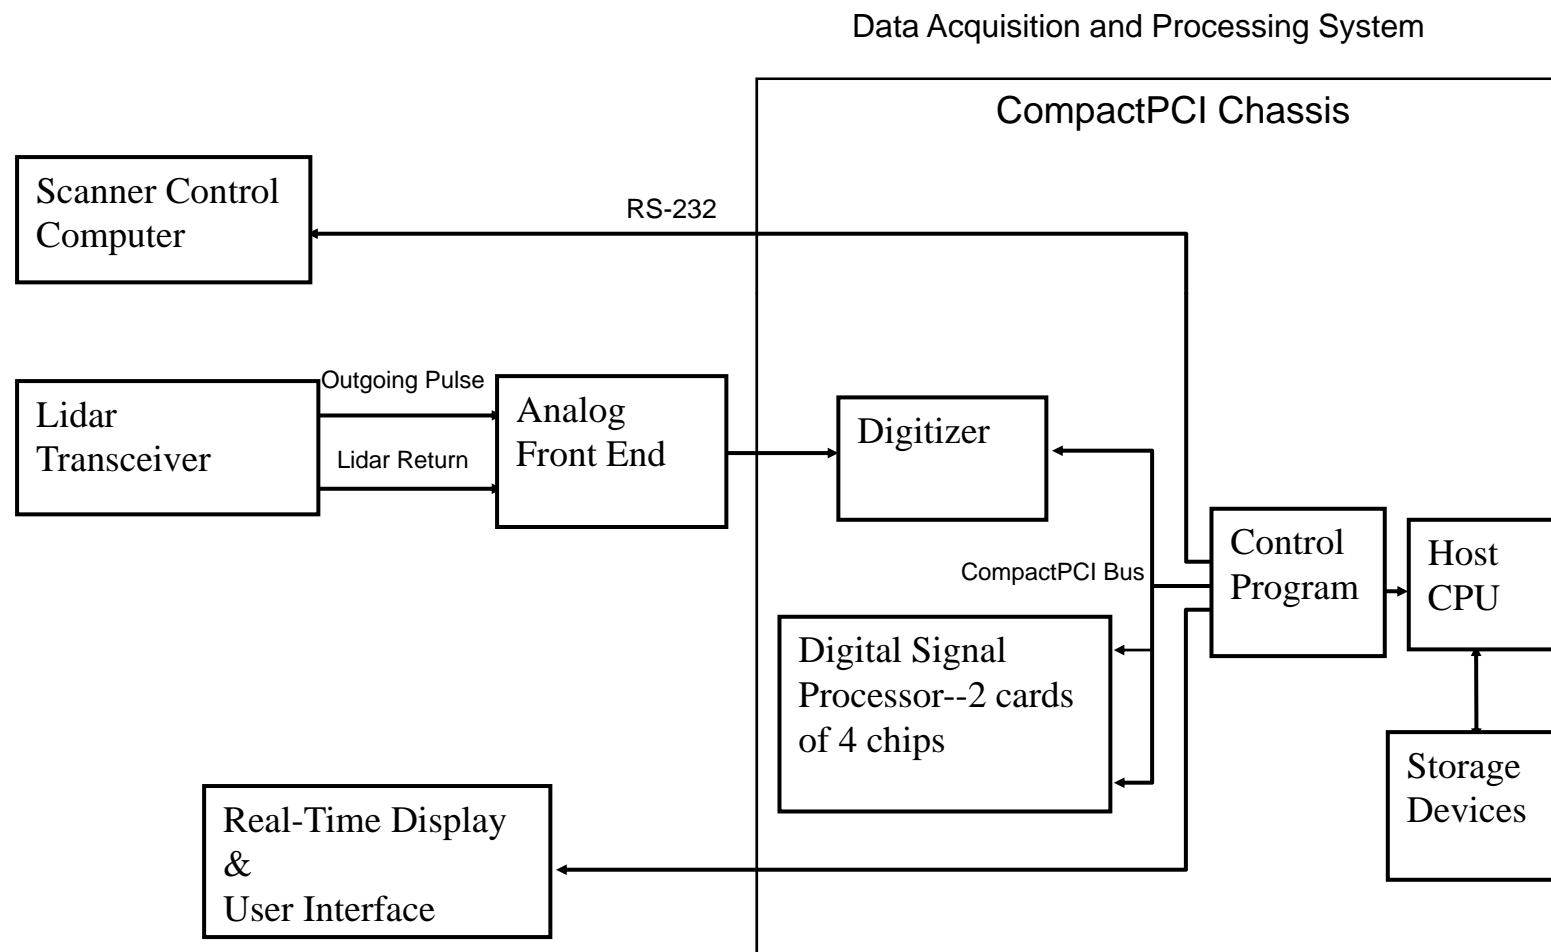 Data Acquisition and Processing System
CompactPCI Chassis
Scanner Control
Computer
RS-232
Lidar
Transceiver
Outgoing Pulse
Lidar Return
Analog
Front End
Digitizer
CompactPCI Bus
Control
Program
Host
CPU
Digital Signal
Processor--2 cards
of 4 chips
Storage
Devices
Real-Time Display
&
User Interface